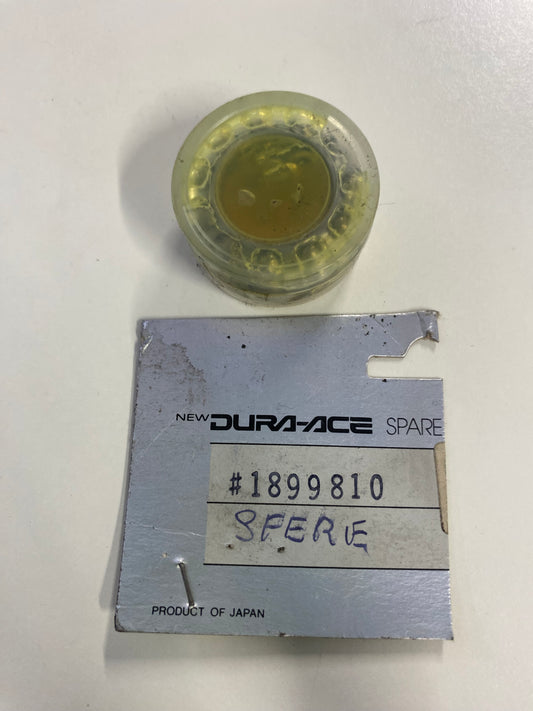 NEW DURA-ACE SPARE
#1899810
SFERE
PRODUCT OF JAPAN